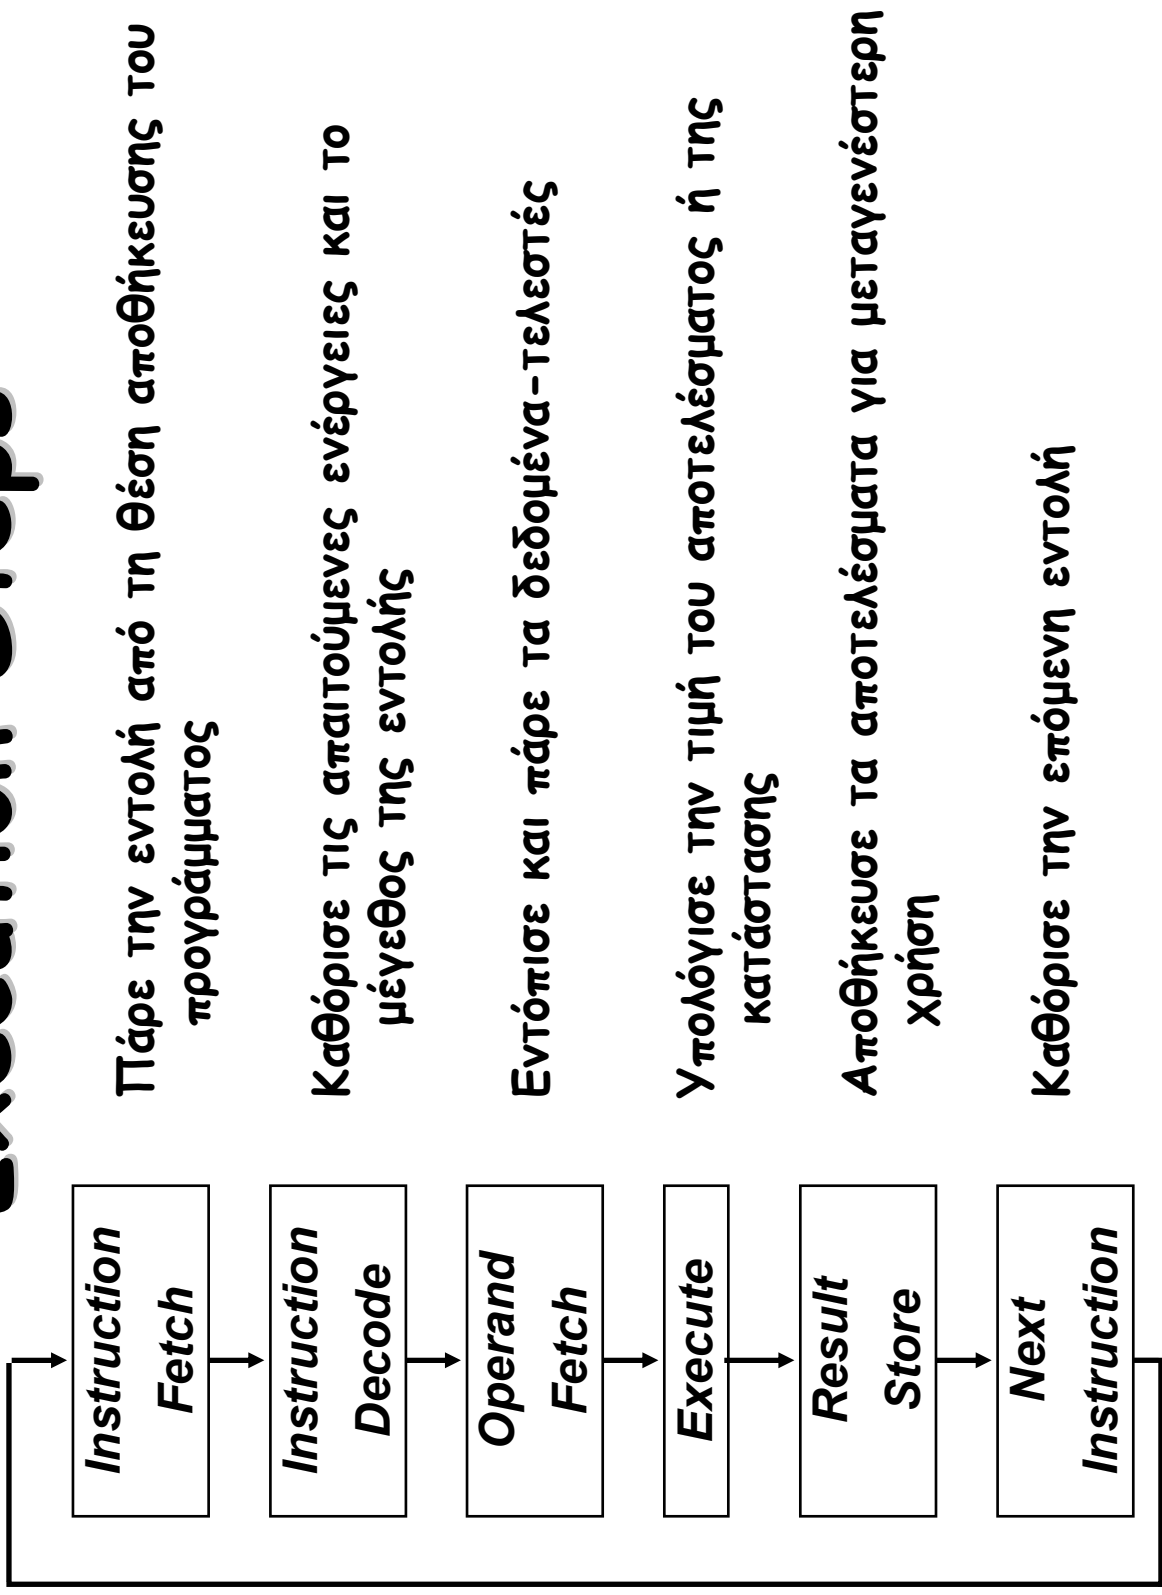 Instruction
Fetch
Πάρε την εντολή από τη θέση αποθήκευσης του
προγράμματος
Instruction
Decode
Καθόρισε τις απαιτούμενες ενέργειες και το
μέγεθος της εντολής
Operand
Fetch
Εντόπισε και πάρε τα δεδομένα-τελεστές
Execute
Υπολόγισε την τιμή του αποτελέσματος ή της
κατάστασης
Result
Store
Αποθήκευσε τα αποτελέσματα για μεταγενέστερη
χρήση
Next
Instruction
Καθόρισε την επόμενη εντολή